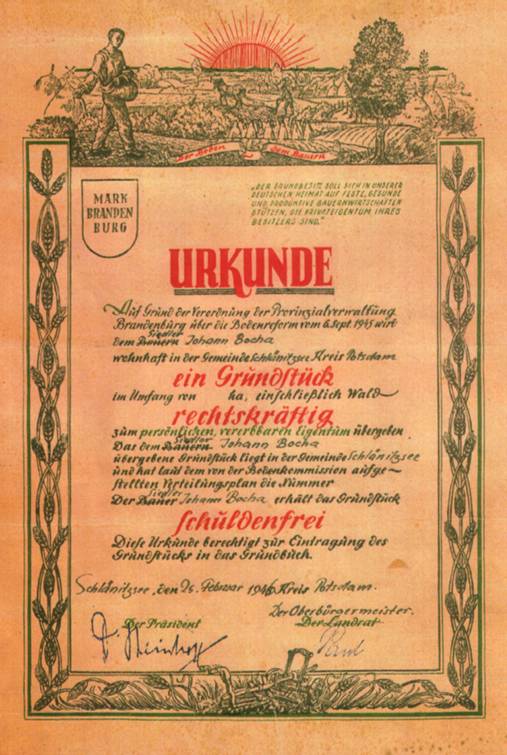 Der Boden dem Bauern
MARK
BRANDEN
BURG
„DER GRUNDBESITZ SOLL SICH IN UNSERER
DEUTSCHEN HEIMAT AUF FESTE, GESUNDE
UND PRODUKTIVE BAUERNWIRTSCHAFTEN
STÜTZEN, DIE PRIVATEIGENTUM IHRES
BESITZERS SIND."
URKUNDE
Auf Grund der Verordnung der Provinzialverwaltung
Brandenburg über die Bodenreform vom 6. Sept. 1945 wird
Siedler
dem Bauern Johann Bocha
wohnhaft in der Gemeinde Schlänitzsee Kreis Potsdam
ein Grundstück
im Umfang von ha, einschließlich Wald
rechtskräftig
zum persönlichen, vererbbaren Eigentum übergeben.
Siedler
Das dem Bauern Johann Bocha
übergebene Grundstück liegt in der Gemeinde Schlänitzsee
und hat laut dem von der Bodenkommission aufge-
stellten Verteilungsplan die Nummer
Siedler
Der Bauer Johann Bocha erhält das Grundstück
schuldenfrei
Diese Urkunde berechtigt zur Eintragung des
Grundstücks in das Grundbuch.
Schlänitzsee, den 25. Februar 1946 Kreis Potsdam.
Der Oberbürgermeister.
Der Präsident Der Landrat